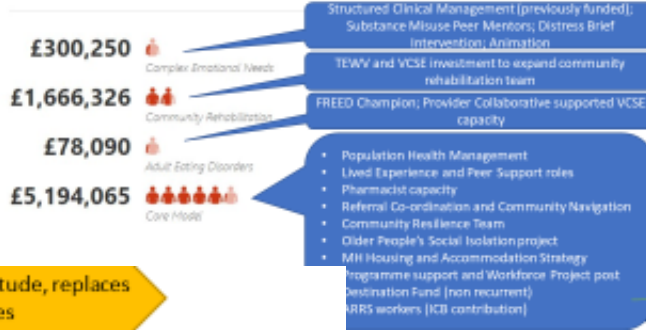 Structured Clinical Management (previously funded);
Substance Misuse Peer Mentors; Distress Brief
Intervention; Animation
£300,250
Complex Emotional Needs
TEWV and VCSE investment to expand community
rehabilitation team
£1,666,326
Community Rehabilitation
FREED Champion; Provider Collaborative supported VCSE
capacity
£78,090
Adult Eating Disorders
£5,194,065
Core Model
• Population Health Management
• Lived Experience and Peer Support roles
• Pharmacist capacity
• Referral Co-ordination and Community Navigation
• Community Resilience Team
• Older People's Social Isolation project
• MH Housing and Accommodation Strategy
Programme support and Workforce Project post
Destination Fund (non recurrent)
ARRS workers (ICB contribution)
tude, replaces
es